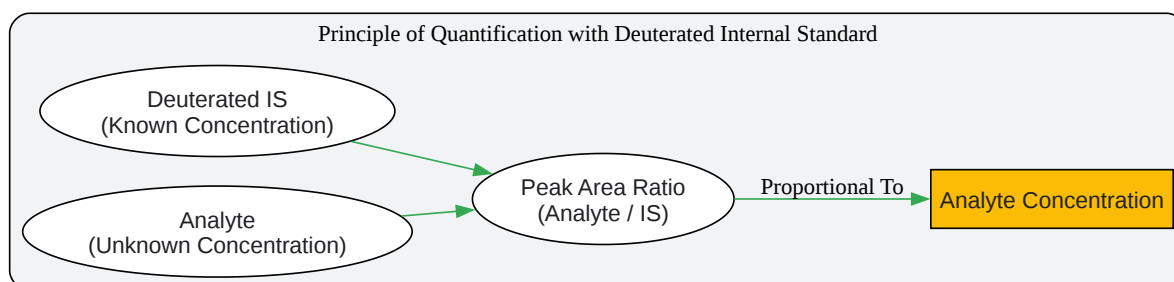 Principle of Quantification with Deuterated Internal Standard
Deuterated IS
(Known Concentration)
Analyte
(Unknown Concentration)
Peak Area Ratio
(Analyte / IS)
Proportional To
Analyte Concentration